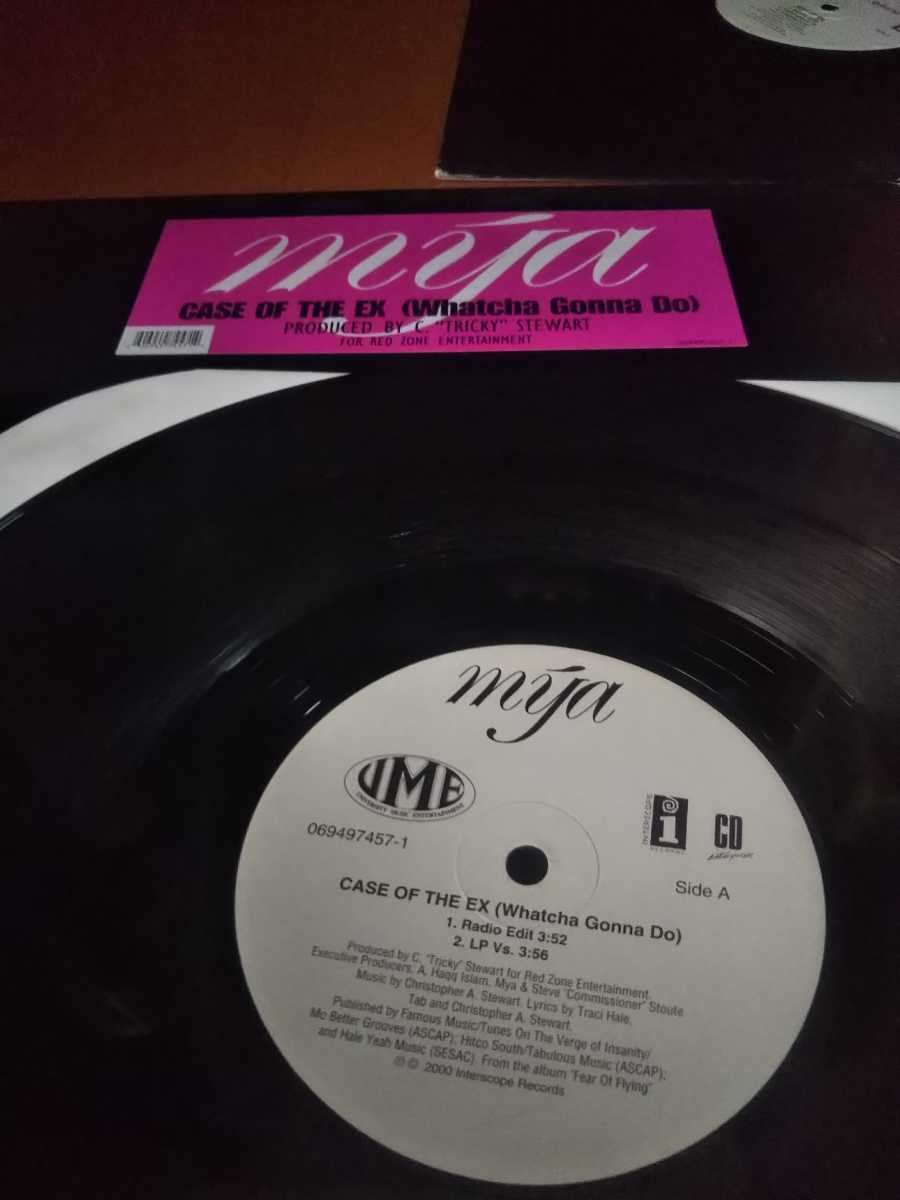 mýa
CASE OF THE EX (Whatcha Gonna Do)
PRODUCED BY C. "TRICKY" STEWART
FOR RED ZONE ENTERTAINMENT
mýa
UME
UNIVERSITY MUSIC ENTERTAINMENT
INTERSCOPE
RECORDS
069497457-1
Side A
CASE OF THE EX (Whatcha Gonna Do)
1. Radio Edit 3:52
2. LP Vs. 3:56
Produced by C. "Tricky" Stewart for Red Zone Entertainment.
Executive Producers, A. Haqq Islam, Mya & Steve "Commissioner" Stoute.
Music by Christopher A. Stewart. Lyrics by Traci Hale,
Tab and Christopher A. Stewart.
Published by Famous Music/Tunes On The Verge of Insanity/
Mo Better Grooves (ASCAP); Hitco South/Tabulous Music (ASCAP);
and Hale Yeah Music (SESAC). From the album "Fear Of Flying"
℗ © 2000 Interscope Records